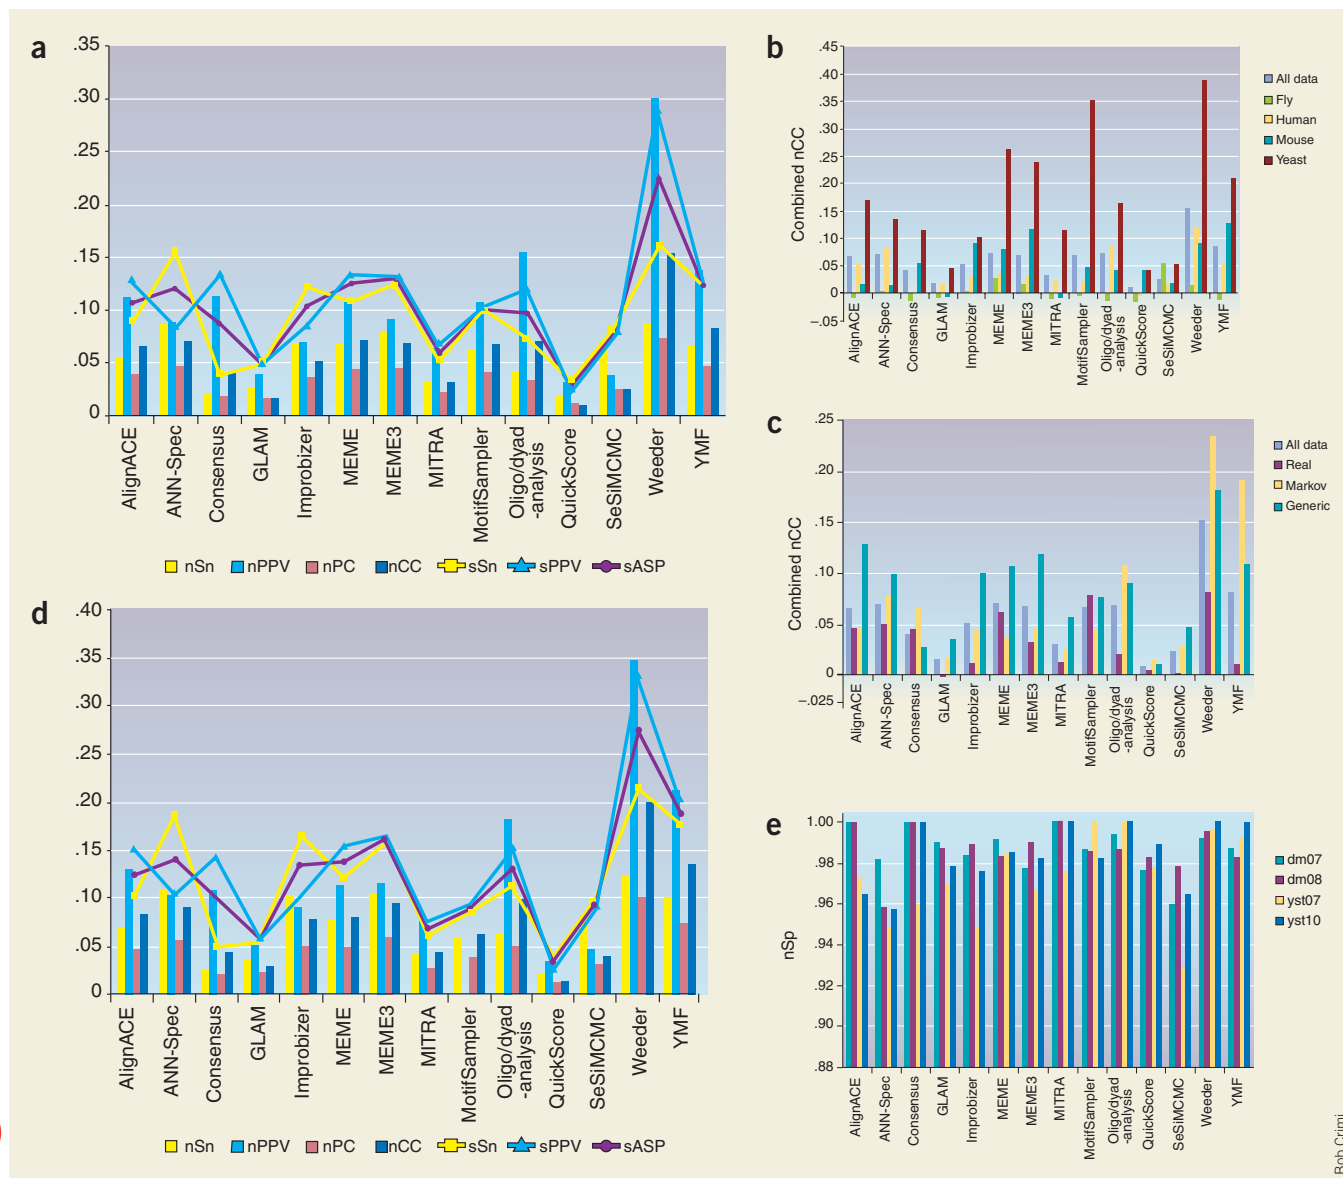 a
.35
.30
.25
.20
.15
.10
.05
0
AlignACE
ANN-Spec
Consensus
GLAM
Improbizer
MEME
MEME3
MITRA
MotifSampler
Oligo/dyad
-analysis
QuickScore
SeSiMCMC
Weeder
YMF
nSn nPPV nPC nCC sSn sPPV sASP
b
Combined nCC
.45
.40
.35
.30
.25
.20
.15
.10
.05
0
–.05
AlignACE
ANN-Spec
Consensus
GLAM
Improbizer
MEME
MEME3
MITRA
MotifSampler
Oligo/dyad
-analysis
QuickScore
SeSiMCMC
Weeder
YMF
All data
Fly
Human
Mouse
Yeast
c
Combined nCC
.25
.20
.15
.10
.05
0
–.025
AlignACE
ANN-Spec
Consensus
GLAM
Improbizer
MEME
MEME3
MITRA
MotifSampler
Oligo/dyad
-analysis
QuickScore
SeSiMCMC
Weeder
YMF
All data
Real
Markov
Generic
d
.40
.35
.30
.25
.20
.15
.10
.05
0
AlignACE
ANN-Spec
Consensus
GLAM
Improbizer
MEME
MEME3
MITRA
MotifSampler
Oligo/dyad
-analysis
QuickScore
SeSiMCMC
Weeder
YMF
nSn nPPV nPC nCC sSn sPPV sASP
e
nSp
1.00
.98
.96
.94
.92
.90
.88
AlignACE
ANN-Spec
Consensus
GLAM
Improbizer
MEME
MEME3
MITRA
MotifSampler
Oligo/dyad
-analysis
QuickScore
SeSiMCMC
Weeder
YMF
dm07
dm08
yst07
yst10
Bob Crimi